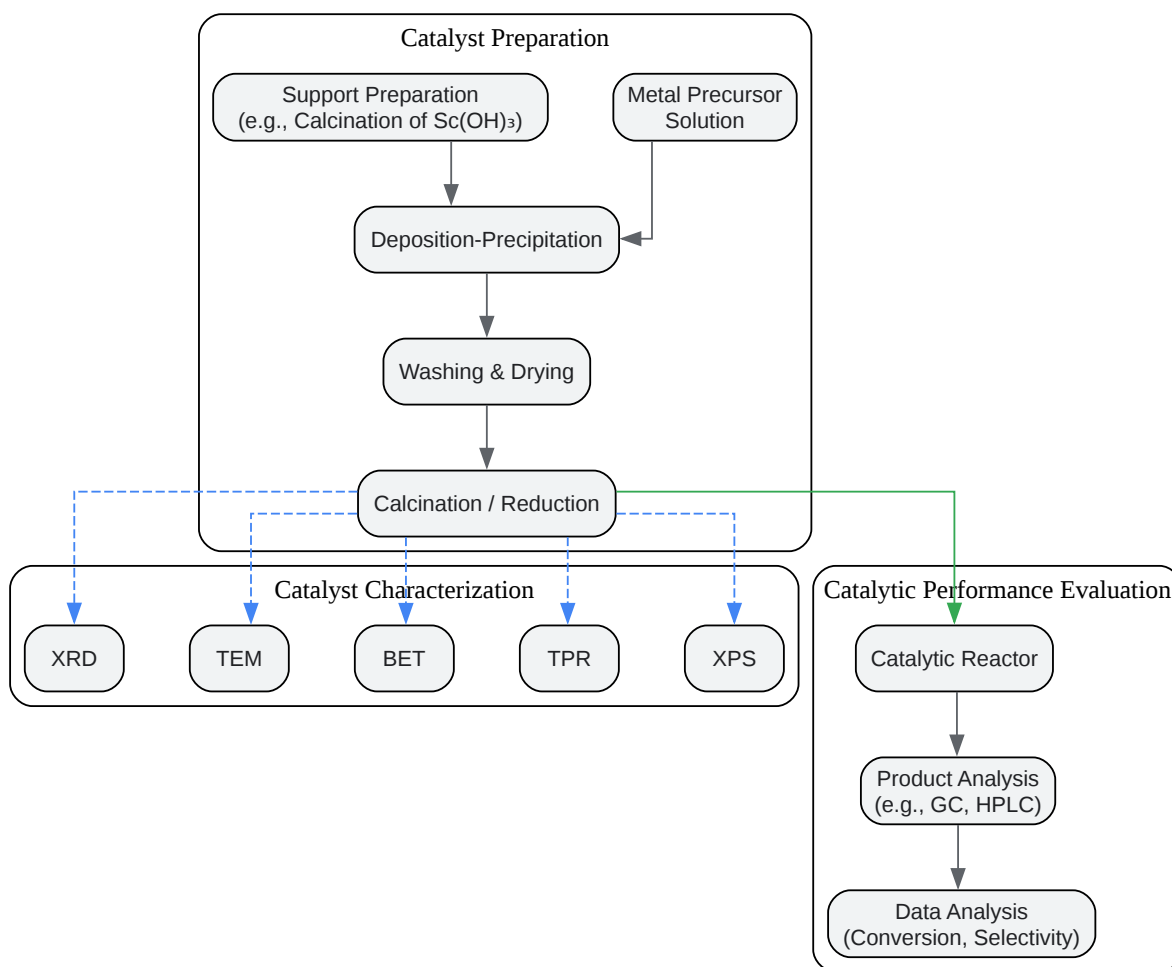 Catalyst Preparation
Support Preparation
(e.g., Calcination of Sc(OH)₃)
Metal Precursor
Solution
Deposition-Precipitation
Washing & Drying
Calcination / Reduction
Catalyst Characterization
XRD
TEM
BET
TPR
XPS
Catalytic Performance Evaluation
Catalytic Reactor
Product Analysis
(e.g., GC, HPLC)
Data Analysis
(Conversion, Selectivity)